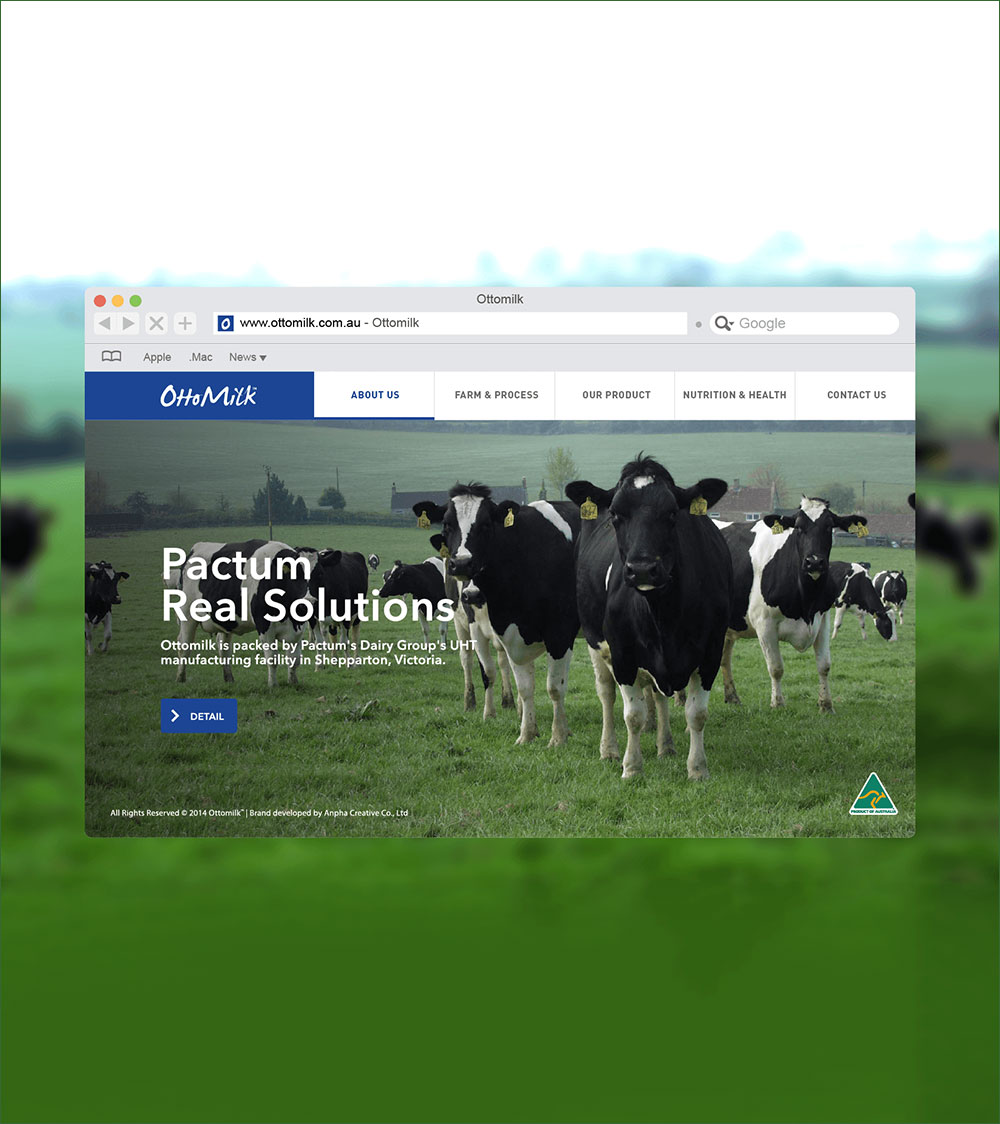 Ottomilk
www.ottomilk.com.au - Ottomilk
Google
Apple .Mac News
OttoMilk™
ABOUT US FARM & PROCESS OUR PRODUCT NUTRITION & HEALTH CONTACT US
Pactum
Real Solutions
Ottomilk is packed by Pactum's Dairy Group's UHT
manufacturing facility in Shepparton, Victoria.
DETAIL
All Rights Reserved © 2014 Ottomilk™ | Brand developed by Anpha Creative Co., Ltd
PRODUCT OF AUSTRALIA